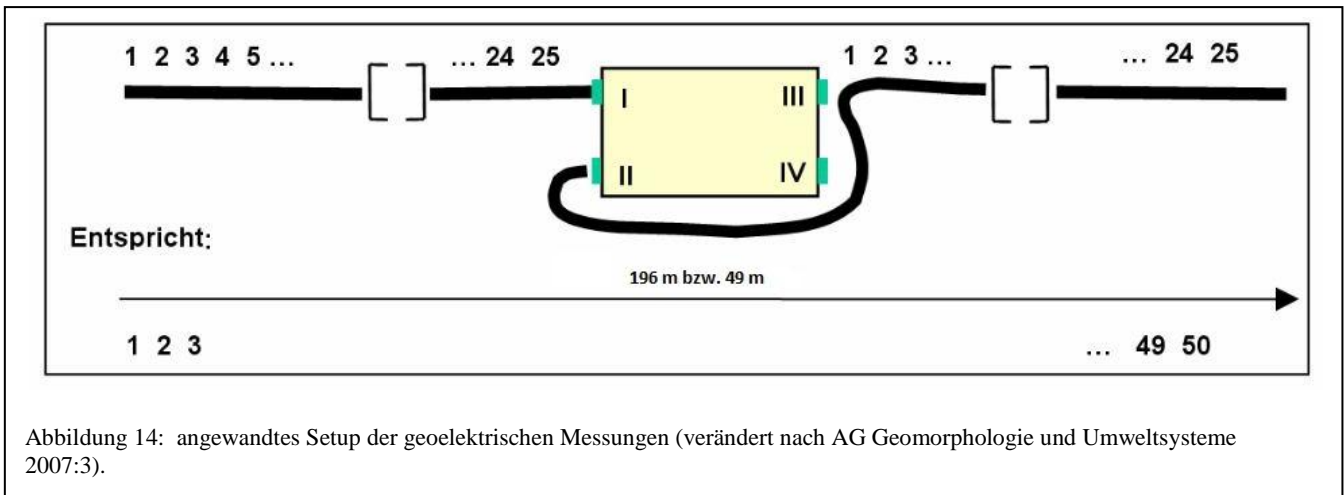 1 2 3 4 5 ... ... 24 25 1 2 3 ... ... 24 25
I III
II IV
Entspricht:
196 m bzw. 49 m
1 2 3 ... 49 50
Abbildung 14: angewandtes Setup der geoelektrischen Messungen (verändert nach AG Geomorphologie und Umweltsysteme
2007:3).